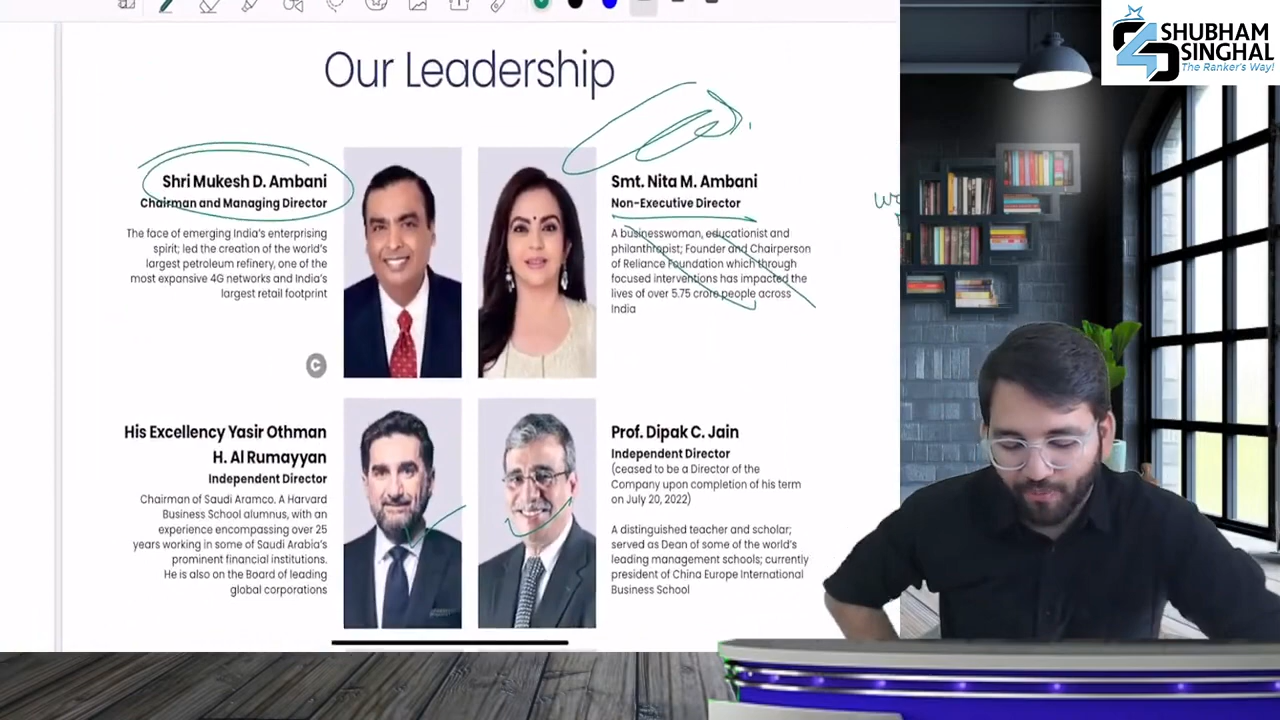 SHUBHAM
SINGHAL
The Ranker's Way!
Our Leadership
Shri Mukesh D. Ambani
Chairman and Managing Director
The face of emerging India's enterprising
spirit; led the creation of the world's
largest petroleum refinery, one of the
most expansive 4G networks and India's
largest retail footprint
C
Smt. Nita M. Ambani
Non-Executive Director
A businesswoman, educationist and
philanthropist; Founder and Chairperson
of Reliance Foundation which through
focused interventions has impacted the
lives of over 5.75 crore people across
India
His Excellency Yasir Othman
H. Al Rumayyan
Independent Director
Chairman of Saudi Aramco. A Harvard
Business School alumnus, with an
experience encompassing over 25
years working in some of Saudi Arabia's
prominent financial institutions.
He is also on the Board of leading
global corporations
Prof. Dipak C. Jain
Independent Director
(ceased to be a Director of the
Company upon completion of his term
on July 20, 2022)
A distinguished teacher and scholar;
served as Dean of some of the world's
leading management schools; currently
president of China Europe International
Business School